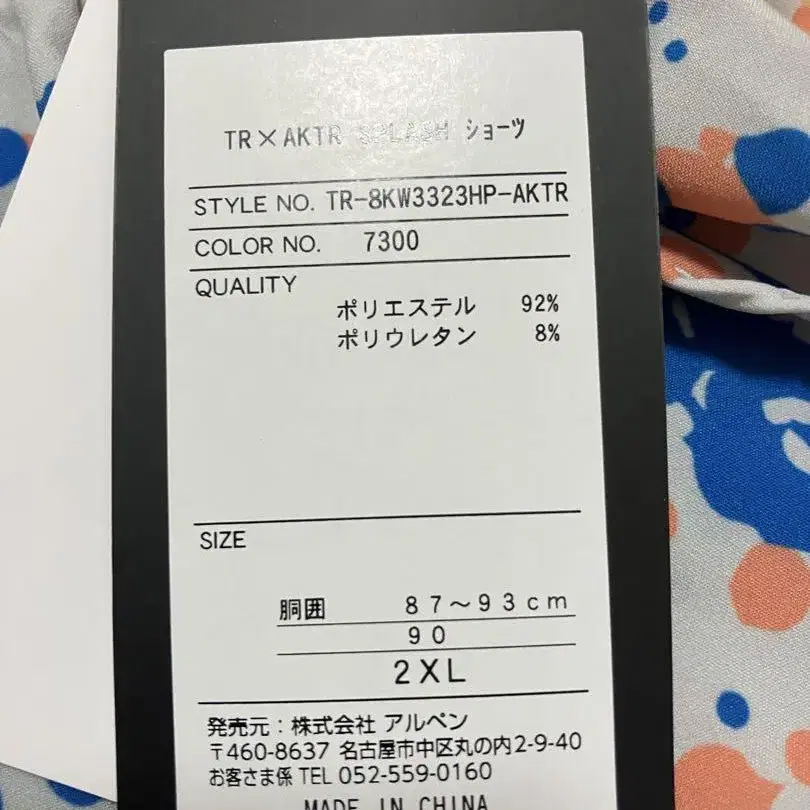 TR×AKTR SPLASH ショーツ
STYLE NO. TR-8KW3323HP-AKTR
COLOR NO. 7300
QUALITY
ポリエステル 92%
ポリウレタン 8%
SIZE
胴囲 87～93cm
90
2XL
発売元：株式会社 アルペン
〒460-8637 名古屋市中区丸の内2-9-40
お客さま係 TEL 052-559-0160
MADE IN CHINA